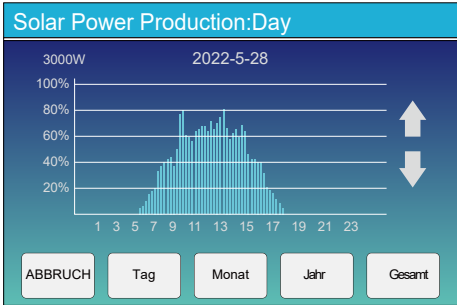 Solar Power Production:Day
3000W 2022-5-28
100%
80%
60%
40%
20%
1 3 5 7 9 11 13 15 17 19 21 23
ABBRUCH Tag Monat Jahr Gesamt